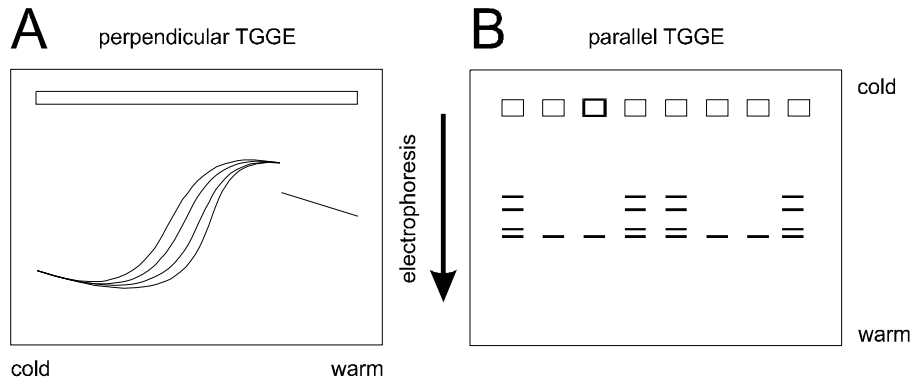 A
perpendicular TGGE
cold
warm
electrophoresis
B
parallel TGGE
cold
warm